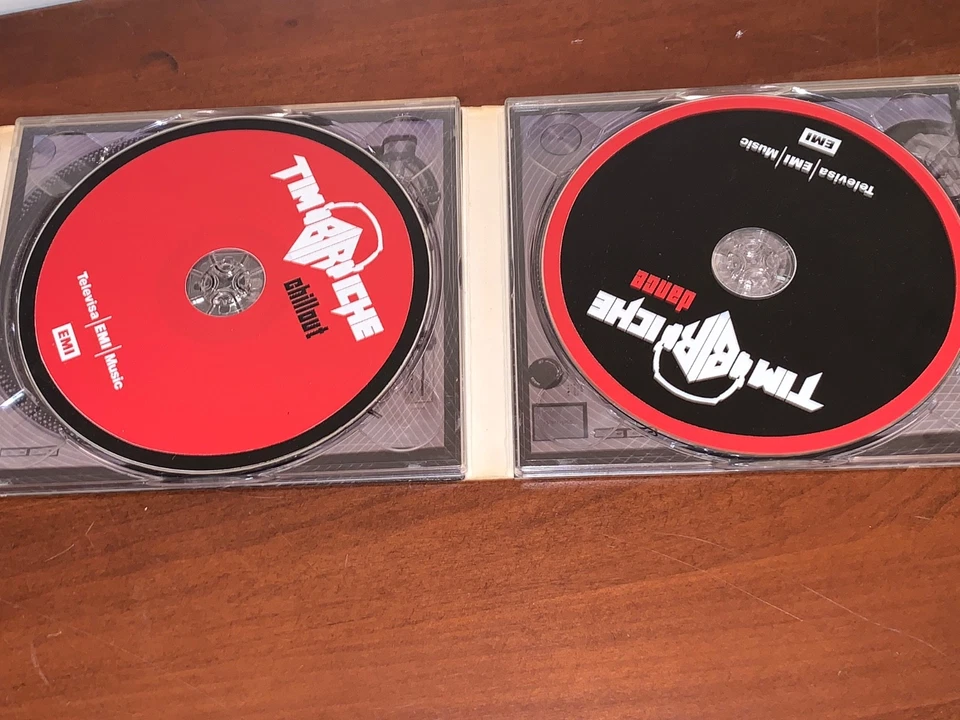 TIMBIRICHE
chillout
Televisa | EMI | Music
EMI
TIMBIRICHE
dance
Televisa | EMI | Music
EMI